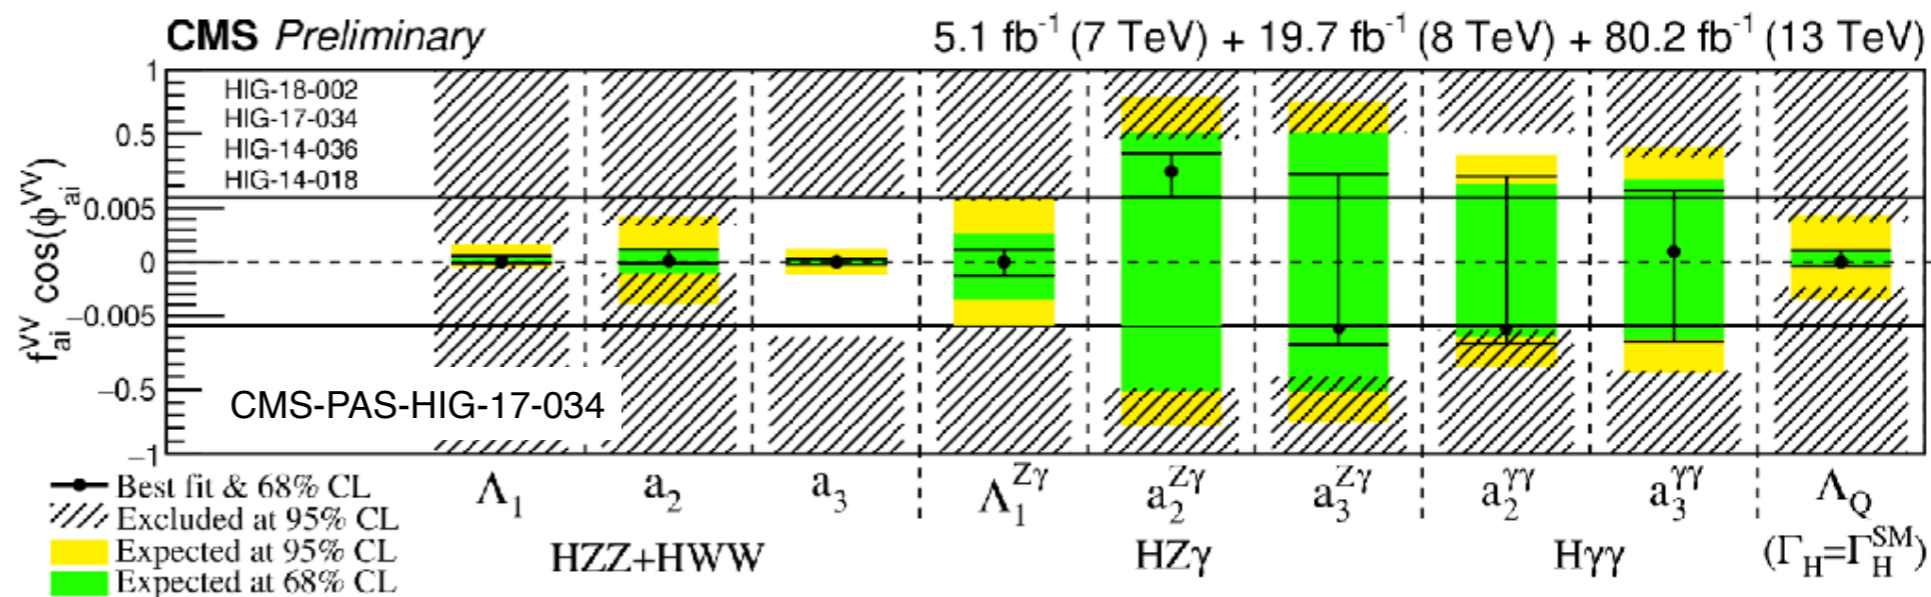 CMS Preliminary 5.1 fb⁻¹ (7 TeV) + 19.7 fb⁻¹ (8 TeV) + 80.2 fb⁻¹ (13 TeV)
HIG-18-002
HIG-17-034
HIG-14-036
HIG-14-018
f_ai^VV cos(ϕ_ai^VV)
1
0.5
0.005
0
−0.005
−0.5
−1
CMS-PAS-HIG-17-034
Λ₁ a₂ a₃ Λ₁^Zγ a₂^Zγ a₃^Zγ a₂^γγ a₃^γγ Λ_Q
HZZ+HWW HZγ Hγγ (Γ_H=Γ_H^SM)
Best fit & 68% CL
Excluded at 95% CL
Expected at 95% CL
Expected at 68% CL